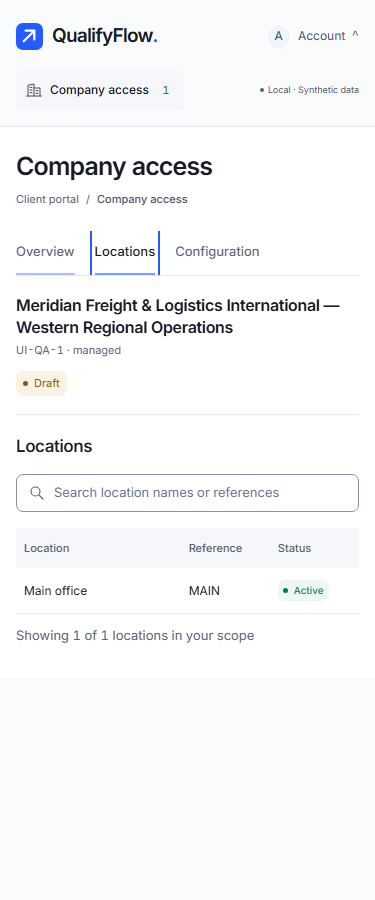 QualifyFlow.
A Account ^
Company access 1
• Local · Synthetic data
Company access
Client portal / Company access
Overview Locations Configuration
Meridian Freight & Logistics International —
Western Regional Operations
UI-QA-1 · managed
• Draft
Locations
Search location names or references
Location Reference Status
Main office MAIN • Active
Showing 1 of 1 locations in your scope